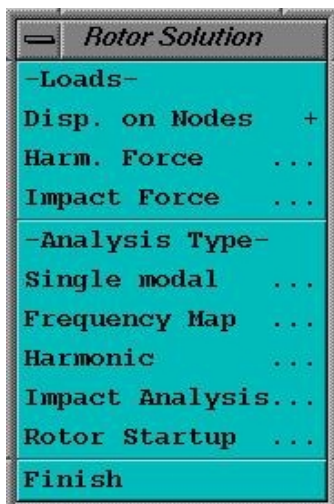 Rotor Solution
-Loads-
Disp. on Nodes +
Harm. Force ...
Impact Force ...
-Analysis Type-
Single modal ...
Frequency Map ...
Harmonic ...
Impact Analysis...
Rotor Startup ...
Finish